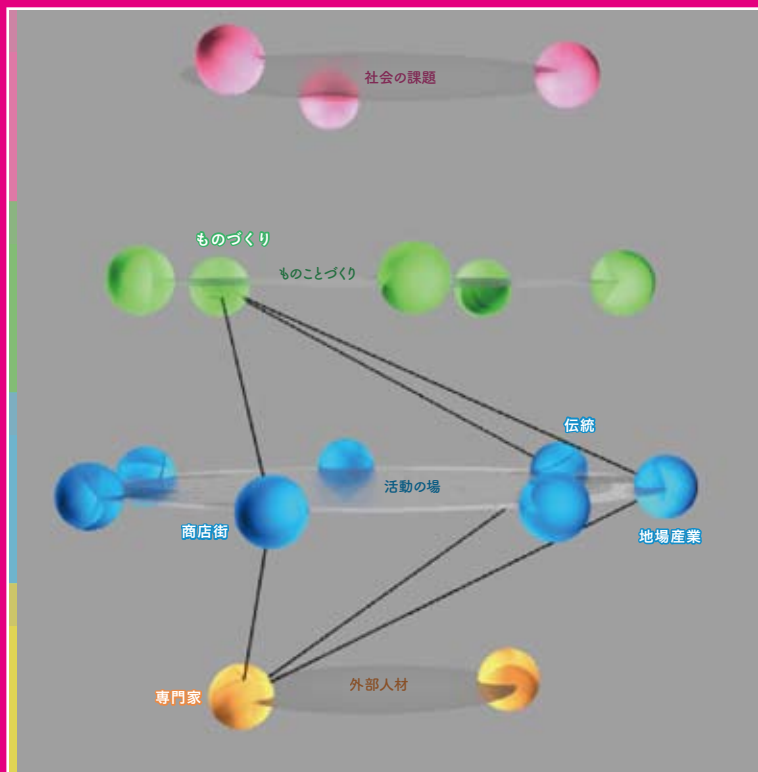 社会の課題
ものづくり
ものことづくり
伝統
活動の場
商店街
地場産業
外部人材
専門家